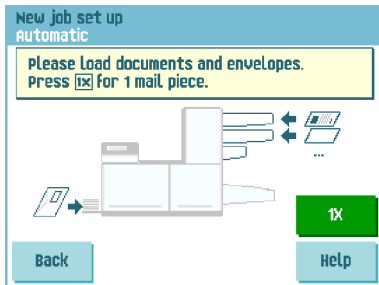 New job set up
Automatic
Please load documents and envelopes.
Press 1X for 1 mail piece.
...
1X
Back
Help